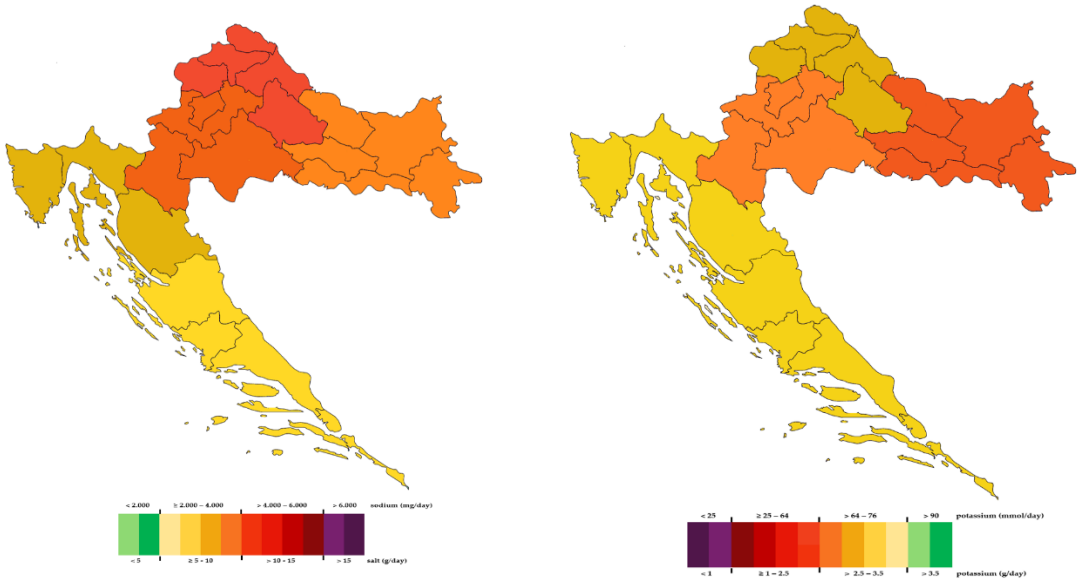 < 2.000 ≥ 2.000 – 4.000 > 4.000 – 6.000 > 6.000 sodium (mg/day)
< 5 ≥ 5 - 10 > 10 - 15 > 15 salt (g/day)
< 25 ≥ 25 – 64 > 64 – 76 > 90 potassium (mmol/day)
< 1 ≥ 1 – 2.5 > 2.5 – 3.5 > 3.5 potassium (g/day)